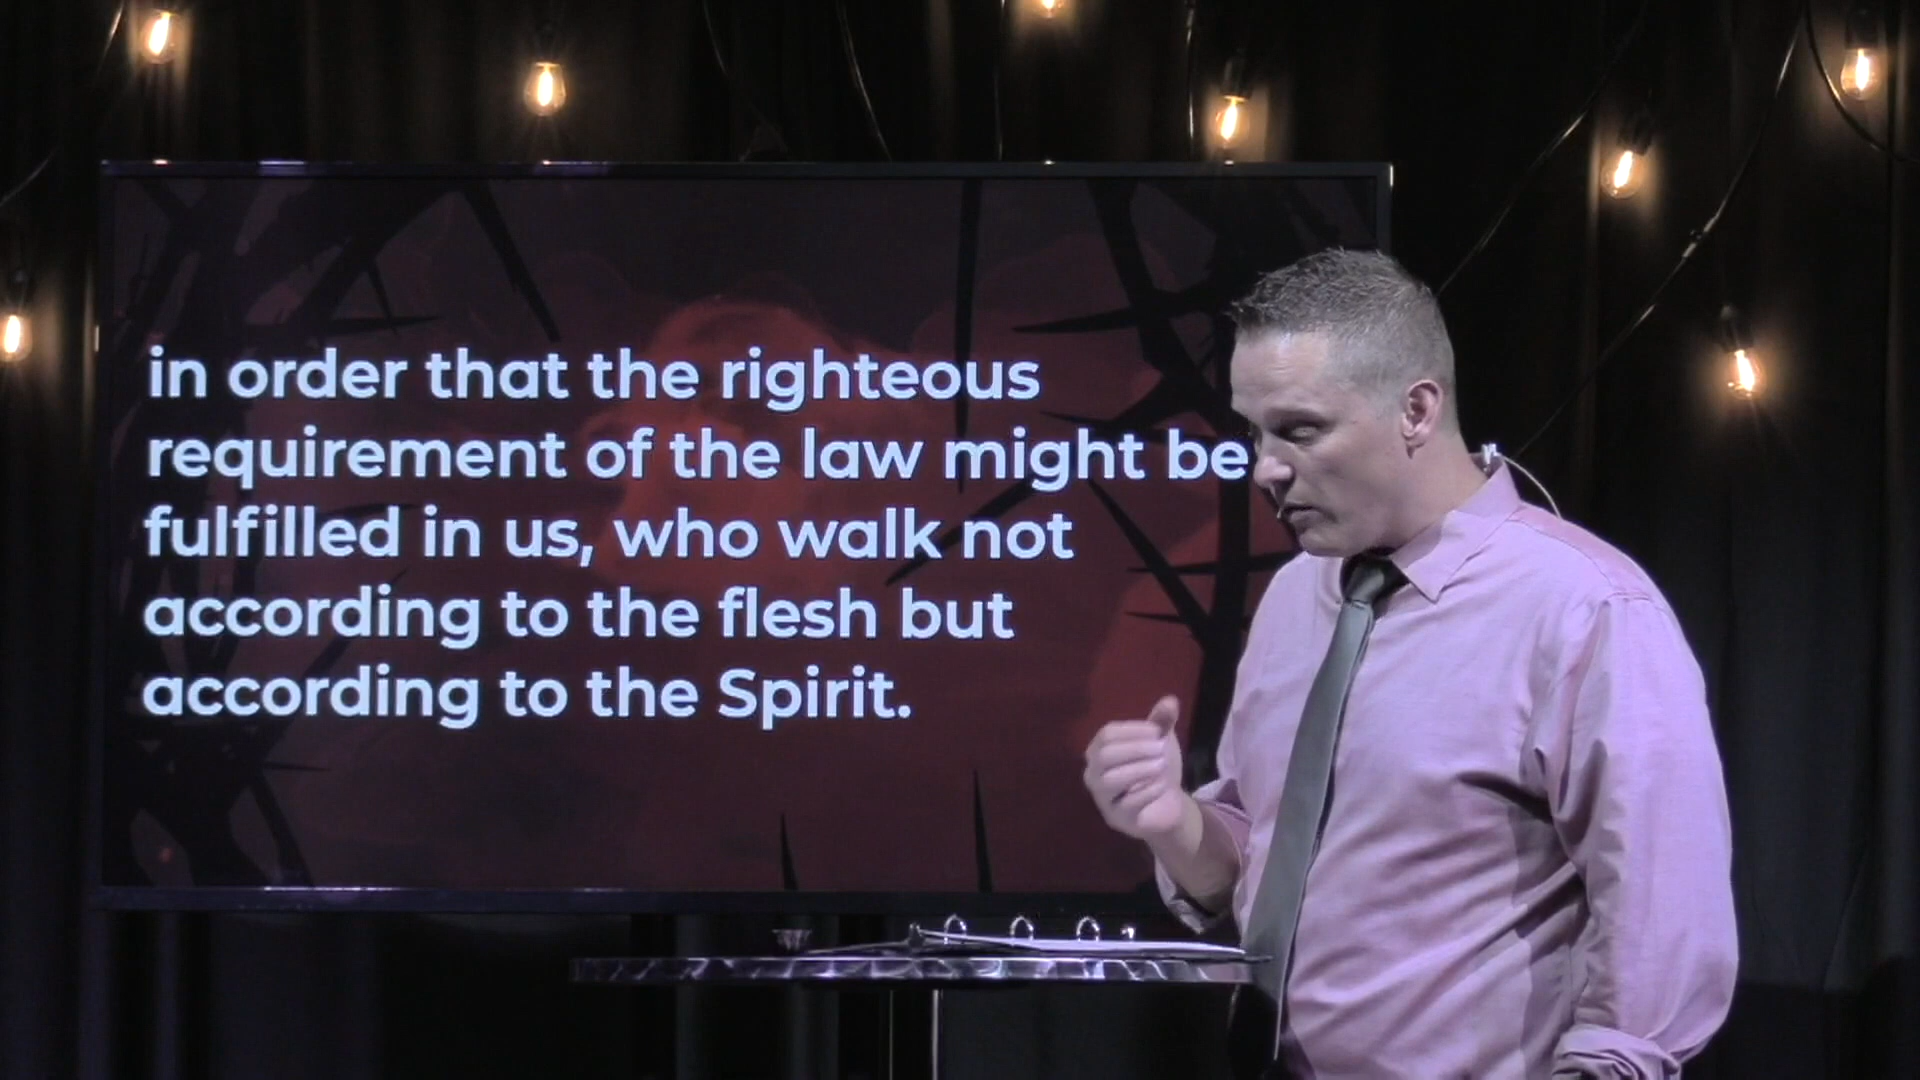 in order that the righteous
requirement of the law might be
fulfilled in us, who walk not
according to the flesh but
according to the Spirit.